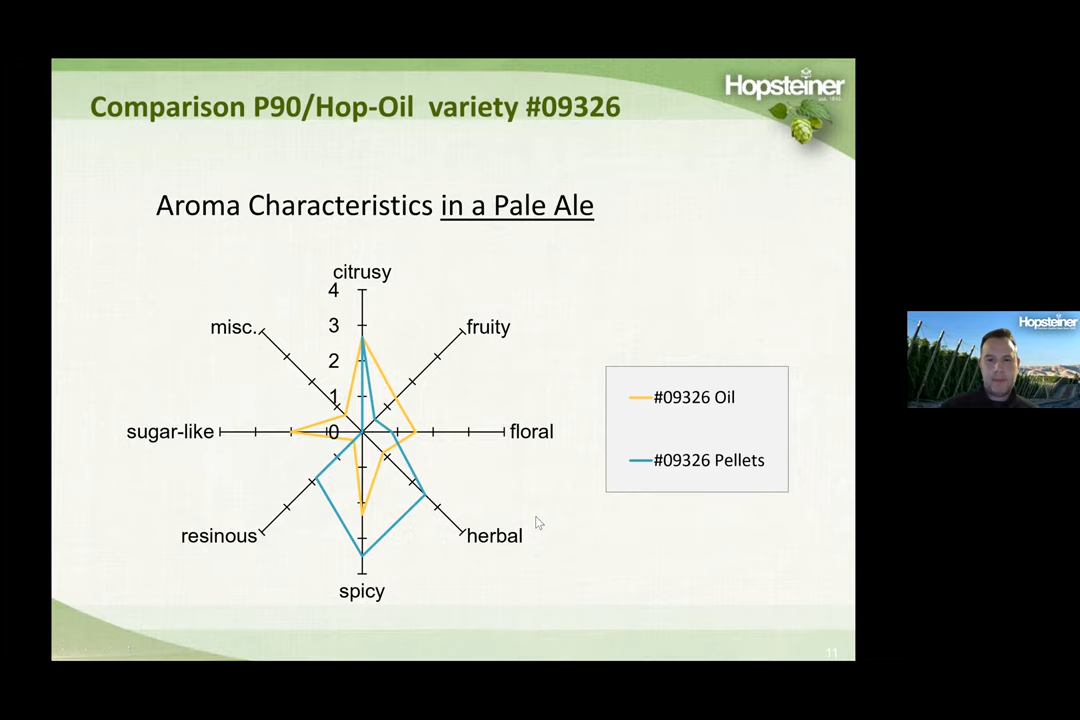 Hopsteiner
Comparison P90/Hop-Oil variety #09326
Aroma Characteristics in a Pale Ale
citrusy
4
misc.
3
fruity
2
1
sugar-like
0
floral
resinous
herbal
spicy
#09326 Oil
#09326 Pellets
11
Hopsteiner